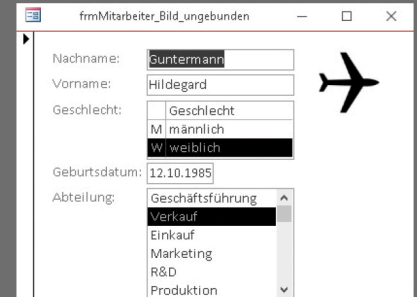 frmMitarbeiter_Bild_ungebunden
Nachname: Guntermann
Vorname: Hildegard
Geschlecht: Geschlecht
M männlich
W weiblich
Geburtsdatum: 12.10.1985
Abteilung: Geschäftsführung
Verkauf
Einkauf
Marketing
R&D
Produktion